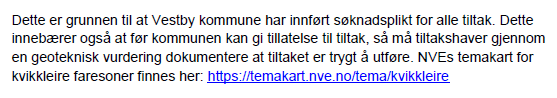 Dette er grunnen til at Vestby kommune har innført søknadsplikt for alle tiltak. Dette
innebærer også at før kommunen kan gi tillatelse til tiltak, så må tiltakshaver gjennom
en geoteknisk vurdering dokumentere at tiltaket er trygt å utføre. NVEs temakart for
kvikkleire faresoner finnes her: https://temakart.nve.no/tema/kvikkleire